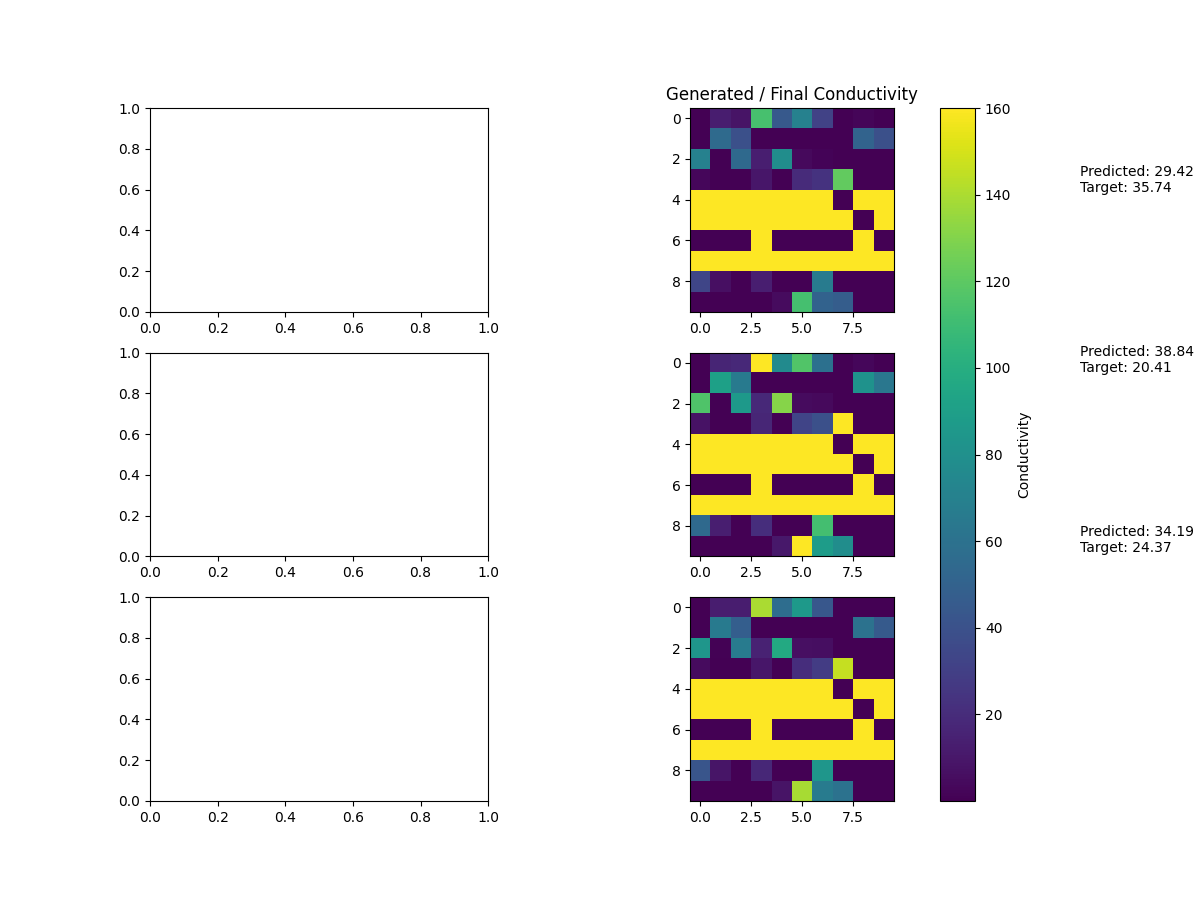 Generated / Final Conductivity
1.0
0.8
0.6
0.4
0.2
0.0
0.0 0.2 0.4 0.6 0.8 1.0
0
2
4
6
8
0.0 2.5 5.0 7.5
1.0
0.8
0.6
0.4
0.2
0.0
0.0 0.2 0.4 0.6 0.8 1.0
0
2
4
6
8
0.0 2.5 5.0 7.5
1.0
0.8
0.6
0.4
0.2
0.0
0.0 0.2 0.4 0.6 0.8 1.0
0
2
4
6
8
0.0 2.5 5.0 7.5
160
140
120
100
80
60
40
20
Conductivity
Predicted: 29.42
Target: 35.74
Predicted: 38.84
Target: 20.41
Predicted: 34.19
Target: 24.37